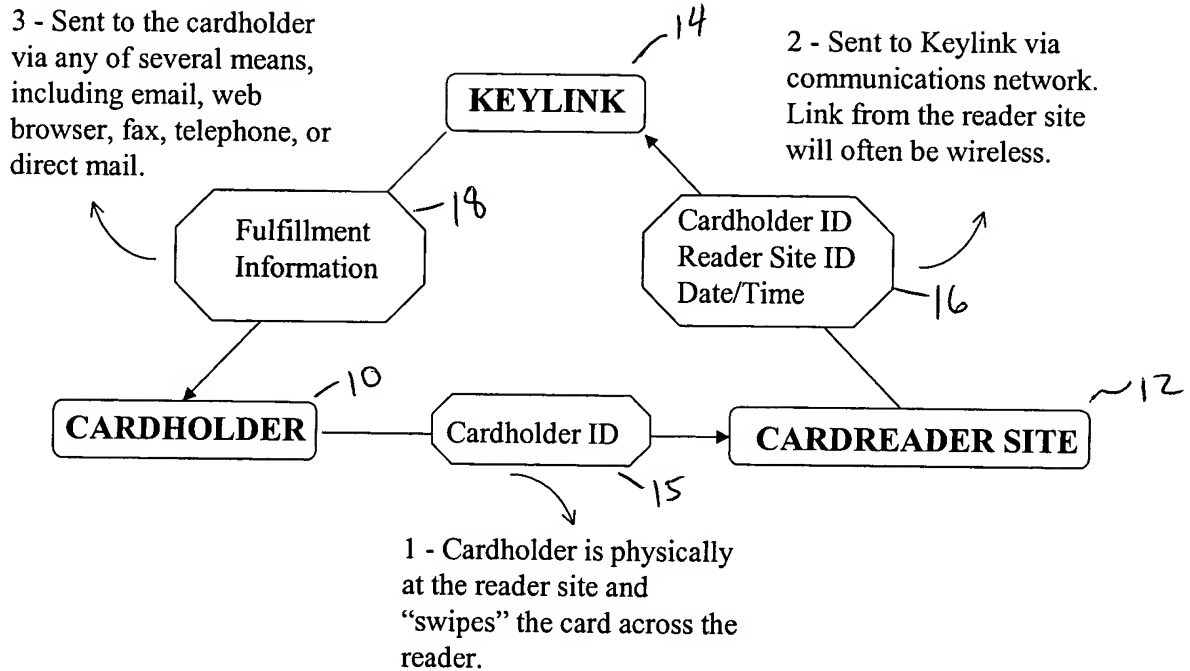 3 - Sent to the cardholder
via any of several means,
including email, web
browser, fax, telephone, or
direct mail.
14
KEYLINK
2 - Sent to Keylink via
communications network.
Link from the reader site
will often be wireless.
18
Fulfillment
Information
Cardholder ID
Reader Site ID
Date/Time
16
10
CARDHOLDER
Cardholder ID
15
12
CARDREADER SITE
1 - Cardholder is physically
at the reader site and
“swipes” the card across the
reader.